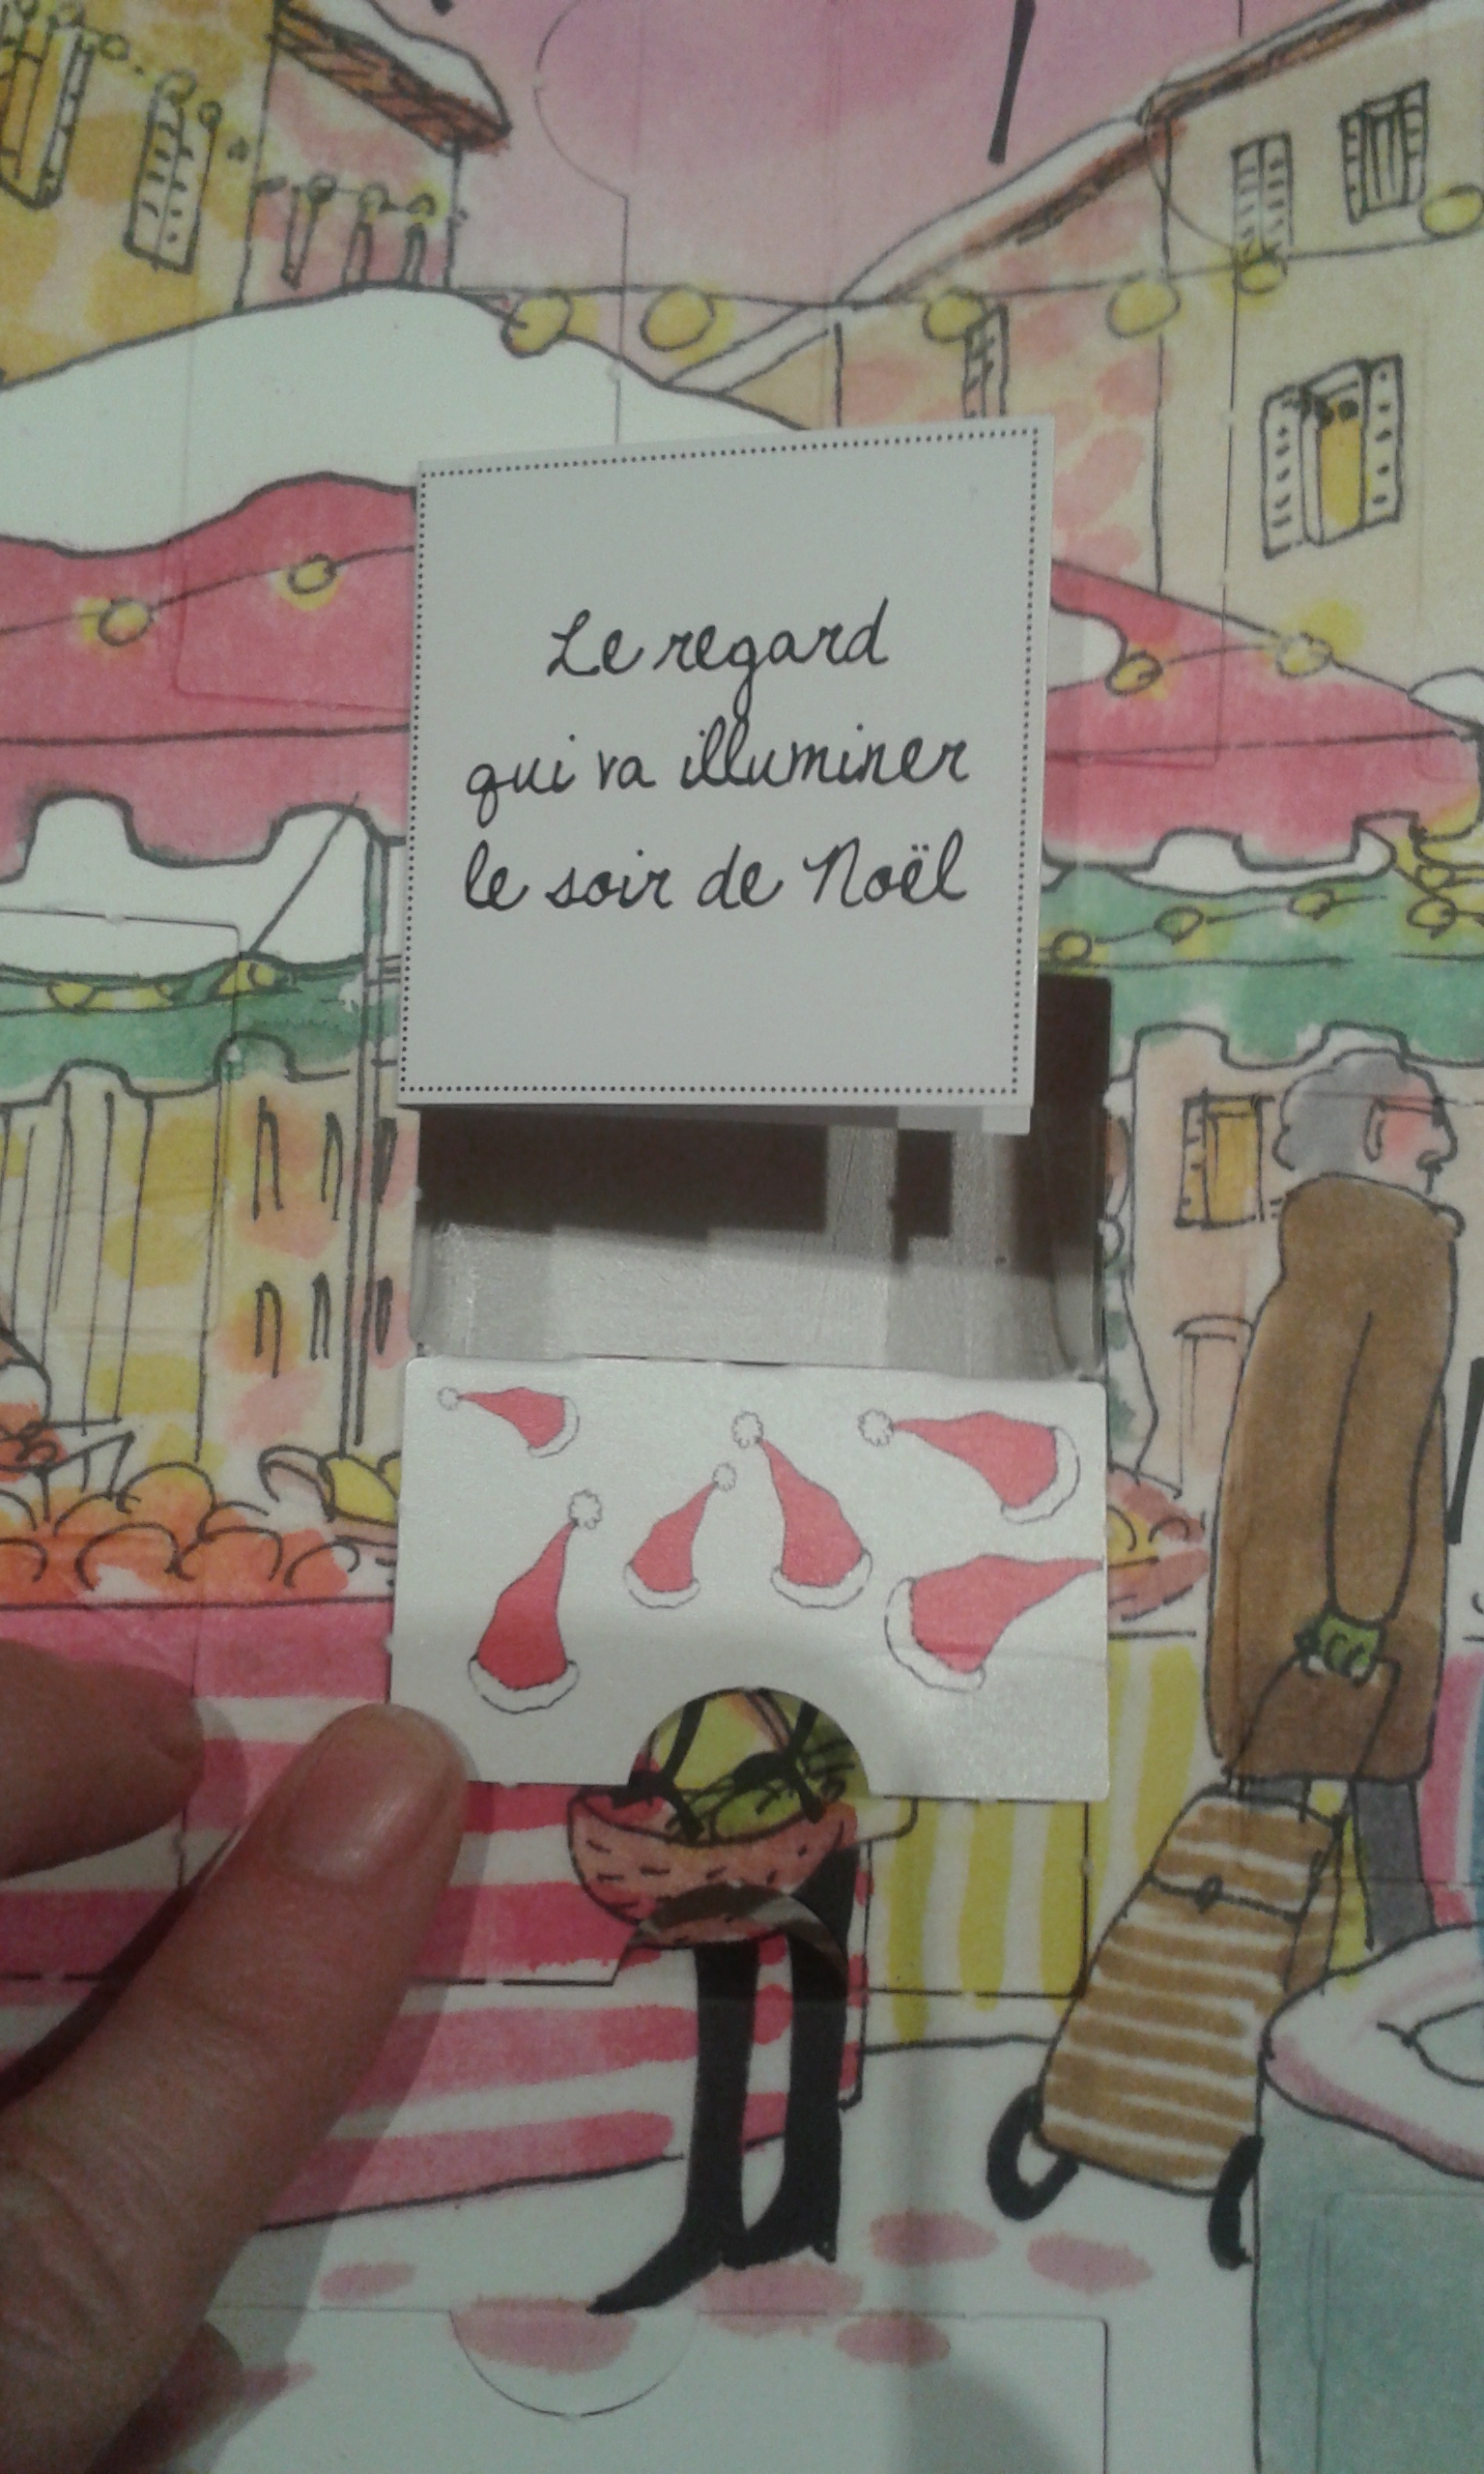 Le regard
qui va illuminer
le soir de Noël